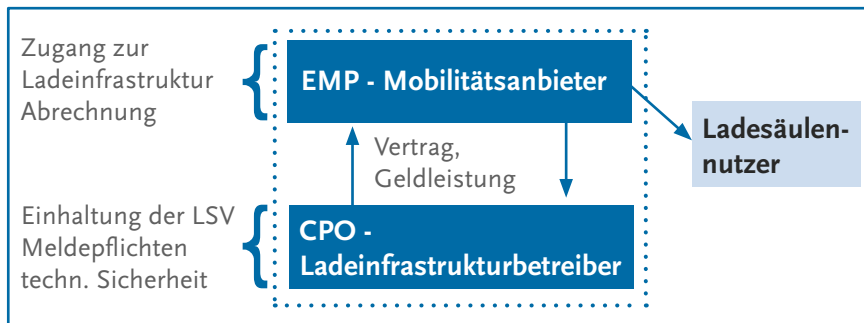 Zugang zur
Ladeinfrastruktur
Abrechnung
EMP - Mobilitätsanbieter
Ladesäulen-
nutzer
Vertrag,
Geldleistung
Einhaltung der LSV
Meldepflichten
techn. Sicherheit
CPO -
Ladeinfrastrukturbetreiber